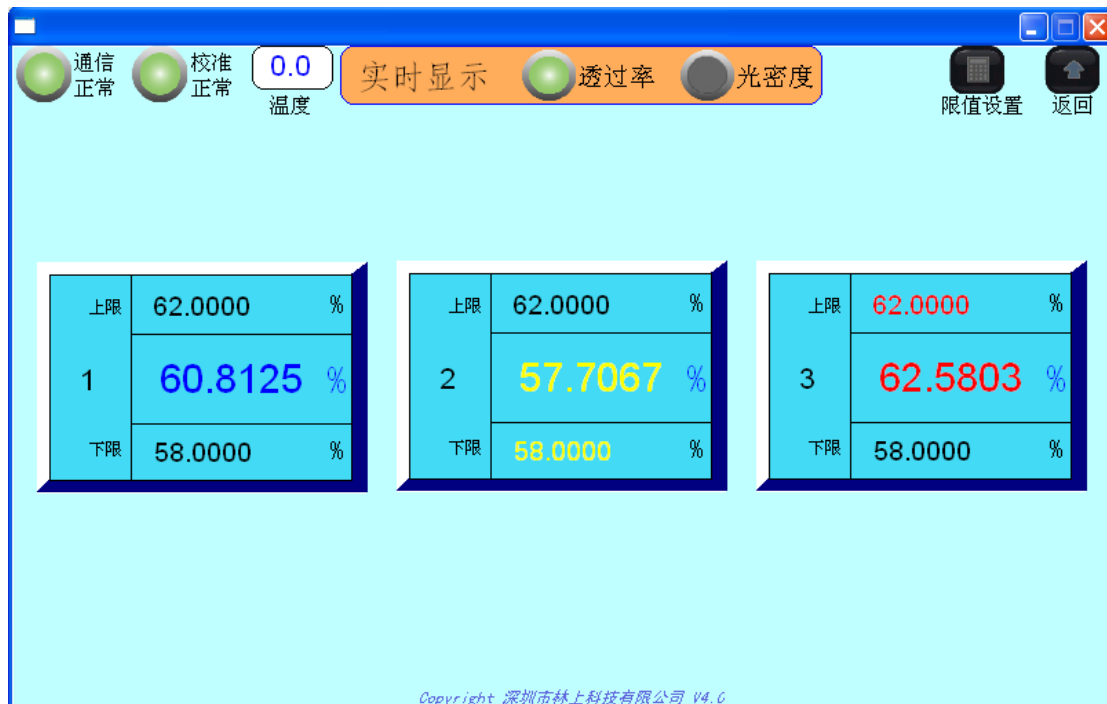 通信
正常
校准
正常
0.0
温度
实时显示
透过率
光密度
限值设置
返回
上限 62.0000 %
1 60.8125 %
下限 58.0000 %
上限 62.0000 %
2 57.7067 %
下限 58.0000 %
上限 62.0000 %
3 62.5803 %
下限 58.0000 %
Copyright 深圳市林上科技有限公司